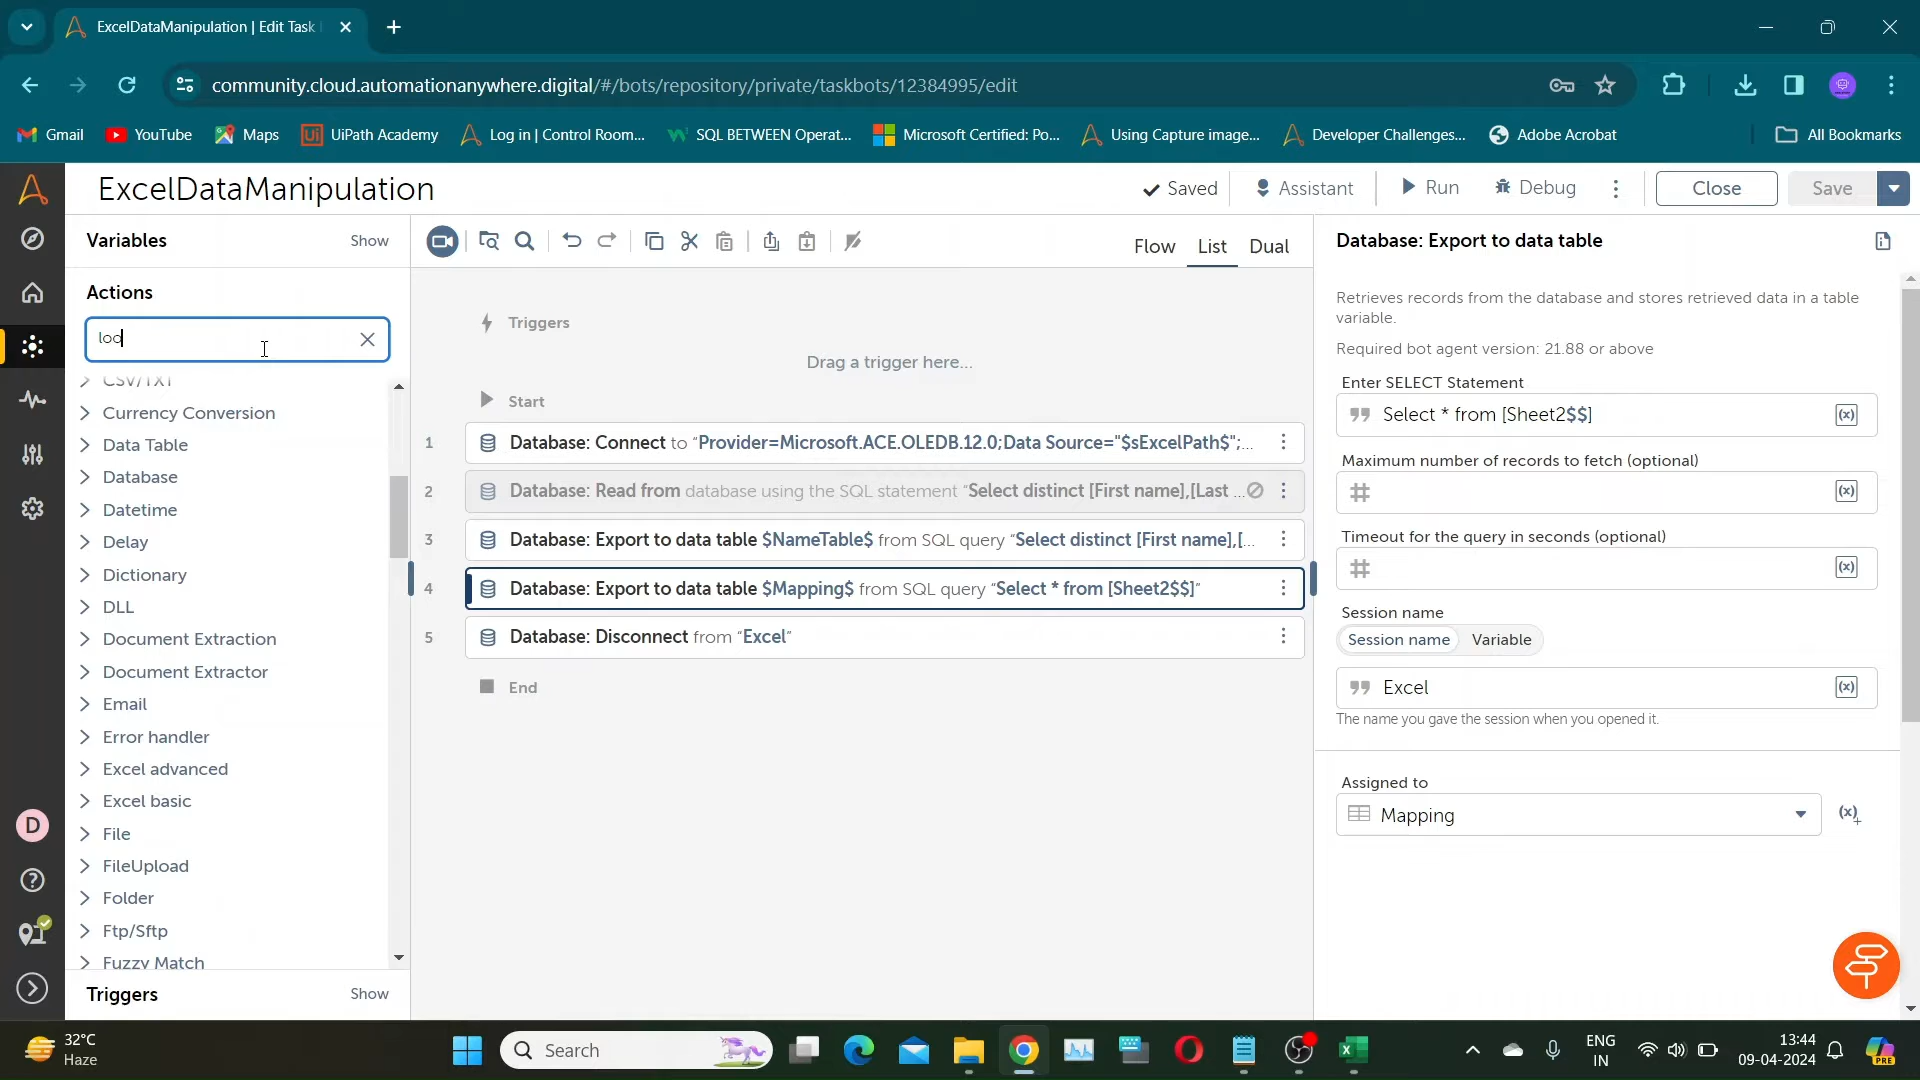 ExcelDataManipulation | Edit Task
community.cloud.automationanywhere.digital/#/bots/repository/private/taskbots/12384995/edit
Gmail YouTube Maps UiPath Academy Log in | Control Room... SQL BETWEEN Operat... Microsoft Certified: Po... Using Capture image... Developer Challenges... Adobe Acrobat All Bookmarks
ExcelDataManipulation
Saved Assistant Run Debug Close Save
Variables Show
Flow List Dual
Actions
loo
CSV/TXT
Currency Conversion
Data Table
Database
Datetime
Delay
Dictionary
DLL
Document Extraction
Document Extractor
Email
Error handler
Excel advanced
Excel basic
File
FileUpload
Folder
Ftp/Sftp
Fuzzy Match
Triggers Show
Triggers
Drag a trigger here...
Start
1 Database: Connect to “Provider=Microsoft.ACE.OLEDB.12.0;Data Source="$sExcelPath$";...
2 Database: Read from database using the SQL statement “Select distinct [First name],[Last ...
3 Database: Export to data table $NameTable$ from SQL query “Select distinct [First name],[...
4 Database: Export to data table $Mapping$ from SQL query “Select * from [Sheet2$$]”
5 Database: Disconnect from “Excel”
End
Database: Export to data table
Retrieves records from the database and stores retrieved data in a table
variable.
Required bot agent version: 21.88 or above
Enter SELECT Statement
Select * from [Sheet2$$] (x)
Maximum number of records to fetch (optional)
(x)
Timeout for the query in seconds (optional)
(x)
Session name
Session name Variable
Excel (x)
The name you gave the session when you opened it.
Assigned to
Mapping (x)+
D
32°C
Haze
Search
ENG
IN
13:44
09-04-2024
PRE